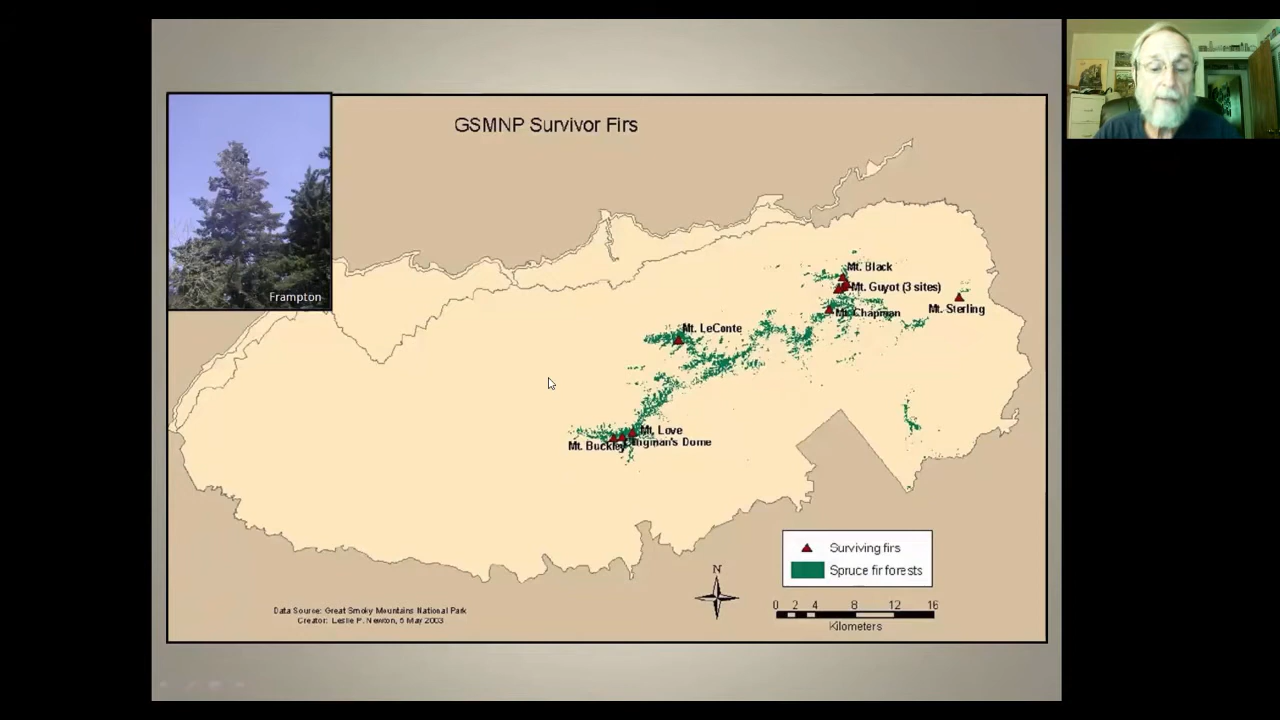 GSMNP Survivor Firs
Frampton
Mt. Black
Mt. Guyot (3 sites)
Mt. Sterling
Mt. Chapman
Mt. LeConte
Mt. Love
Mt. Buckley
ingman's Dome
Surviving firs
Spruce fir forests
N
0 2 4 8 12 16
Kilometers
Data Source: Great Smoky Mountains National Park
Creator: Leslie P. Newton, 5 May 2003